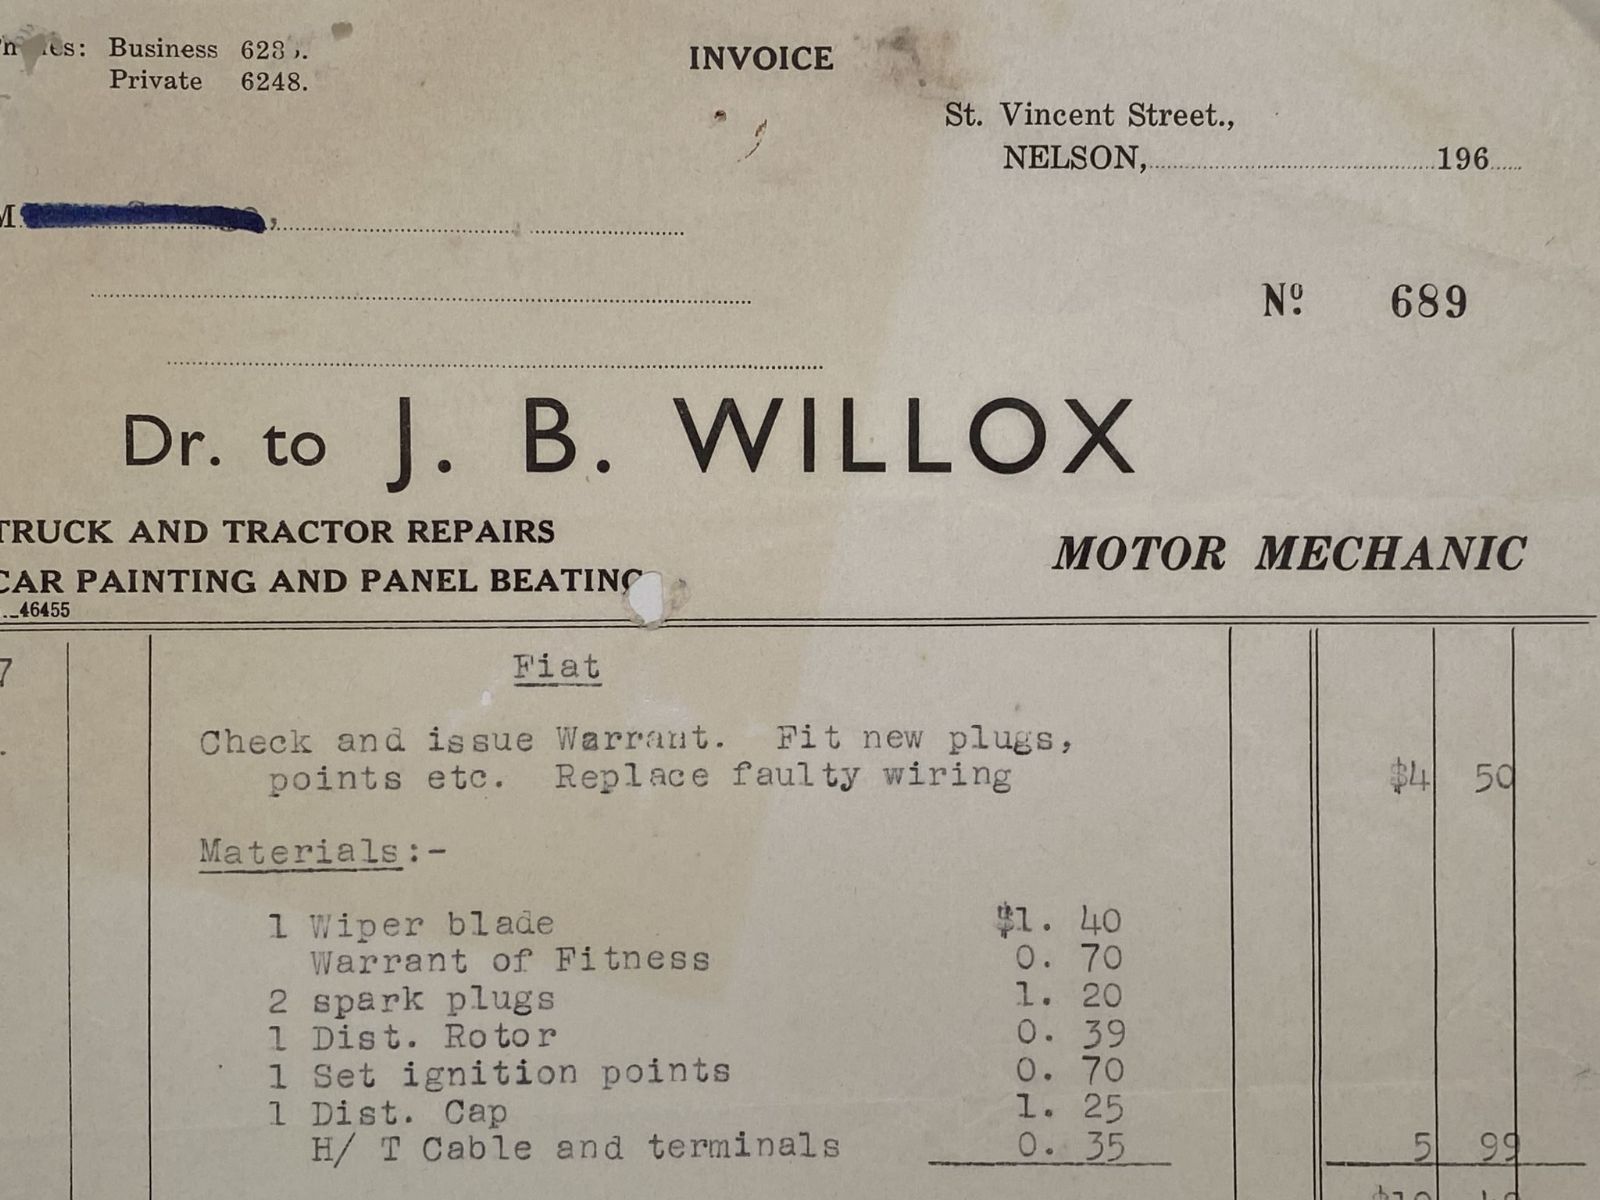 Business 628
Private 6248.
INVOICE
St. Vincent Street.,
NELSON, 196
M
Nº 689
Dr. to J. B. WILLOX
TRUCK AND TRACTOR REPAIRS
CAR PAINTING AND PANEL BEATING
MOTOR MECHANIC
46455
7
Fiat
Check and issue Warrant. Fit new plugs,
points etc. Replace faulty wiring $4 50
Materials:-
1 Wiper blade $1. 40
Warrant of Fitness 0. 70
2 spark plugs 1. 20
1 Dist. Rotor 0. 39
1 Set ignition points 0. 70
1 Dist. Cap 1. 25
H/ T Cable and terminals 0. 35 5 99